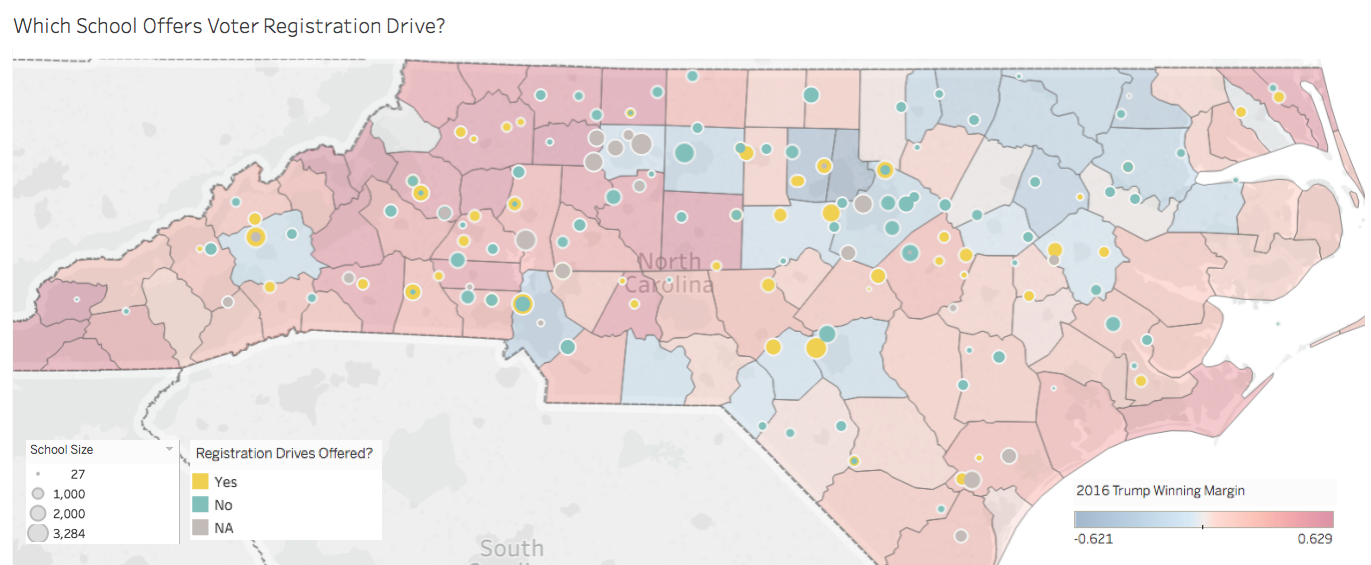 Which School Offers Voter Registration Drive?
North
Carolina
School Size
27
1,000
2,000
3,284
Registration Drives Offered?
Yes
No
NA
South
2016 Trump Winning Margin
-0.621
0.629